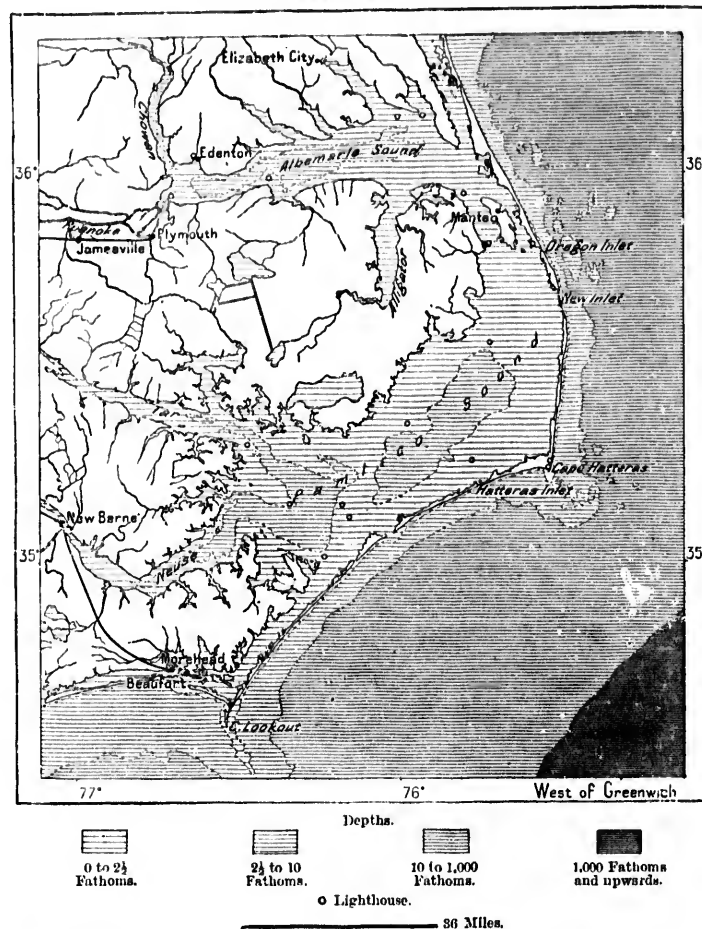 Elizabeth City
Chowan
Edenton
Albemarle Sound
36
36
Manteo
Roanoke
Plymouth
Jamesville
Alligator
Oregon Inlet
New Inlet
Tar
Pamlico Sound
Cape Hatteras
Hatteras Inlet
New Berne
35
35
Neuse
Morehead
Beaufort
C. Lookout
77°
76°
West of Greenwich
Depths.
0 to 2½
Fathoms.
2½ to 10
Fathoms.
10 to 1,000
Fathoms.
1,000 Fathoms
and upwards.
o Lighthouse.
36 Miles.